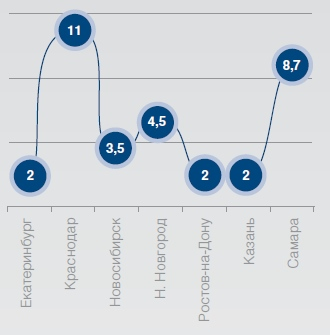 2
11
3,5
4,5
2
2
8,7
Екатеринбург
Краснодар
Новосибирск
Н. Новгород
Ростов-на-Дону
Казань
Самара